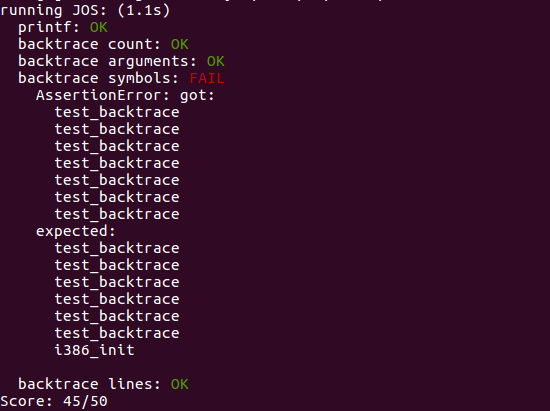 running JOS: (1.1s)
printf: OK
backtrace count: OK
backtrace arguments: OK
backtrace symbols: FAIL
AssertionError: got:
test_backtrace
test_backtrace
test_backtrace
test_backtrace
test_backtrace
test_backtrace
test_backtrace
expected:
test_backtrace
test_backtrace
test_backtrace
test_backtrace
test_backtrace
test_backtrace
i386_init
backtrace lines: OK
Score: 45/50